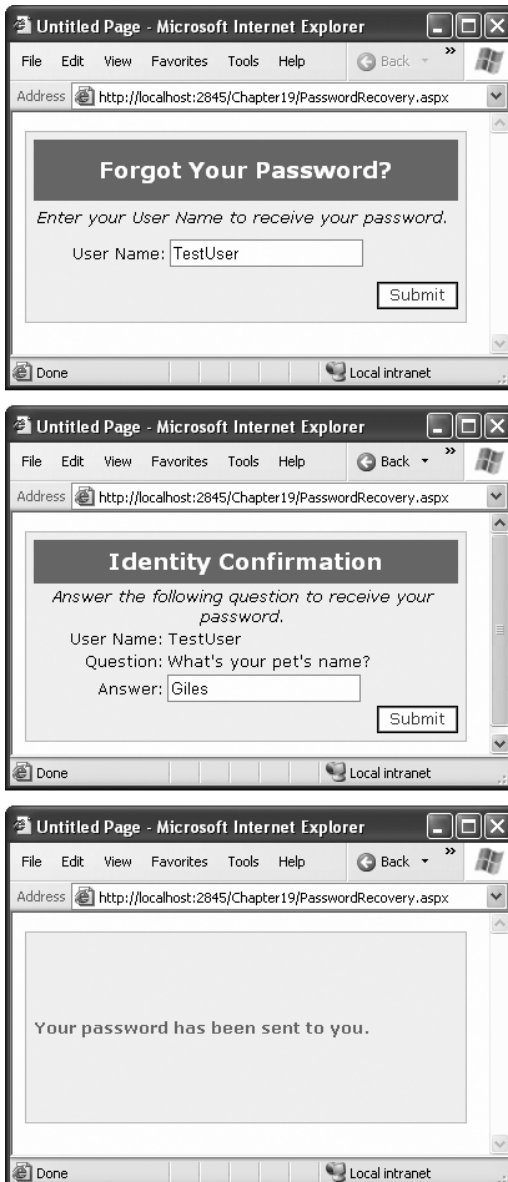 Untitled Page - Microsoft Internet Explorer
File Edit View Favorites Tools Help Back »
Address http://localhost:2845/Chapter19/PasswordRecovery.aspx
Forgot Your Password?
Enter your User Name to receive your password.
User Name: TestUser
Submit
Done Local intranet
Untitled Page - Microsoft Internet Explorer
File Edit View Favorites Tools Help Back »
Address http://localhost:2845/Chapter19/PasswordRecovery.aspx
Identity Confirmation
Answer the following question to receive your
password.
User Name: TestUser
Question: What's your pet's name?
Answer: Giles
Submit
Done Local intranet
Untitled Page - Microsoft Internet Explorer
File Edit View Favorites Tools Help Back »
Address http://localhost:2845/Chapter19/PasswordRecovery.aspx
Your password has been sent to you.
Done Local intranet